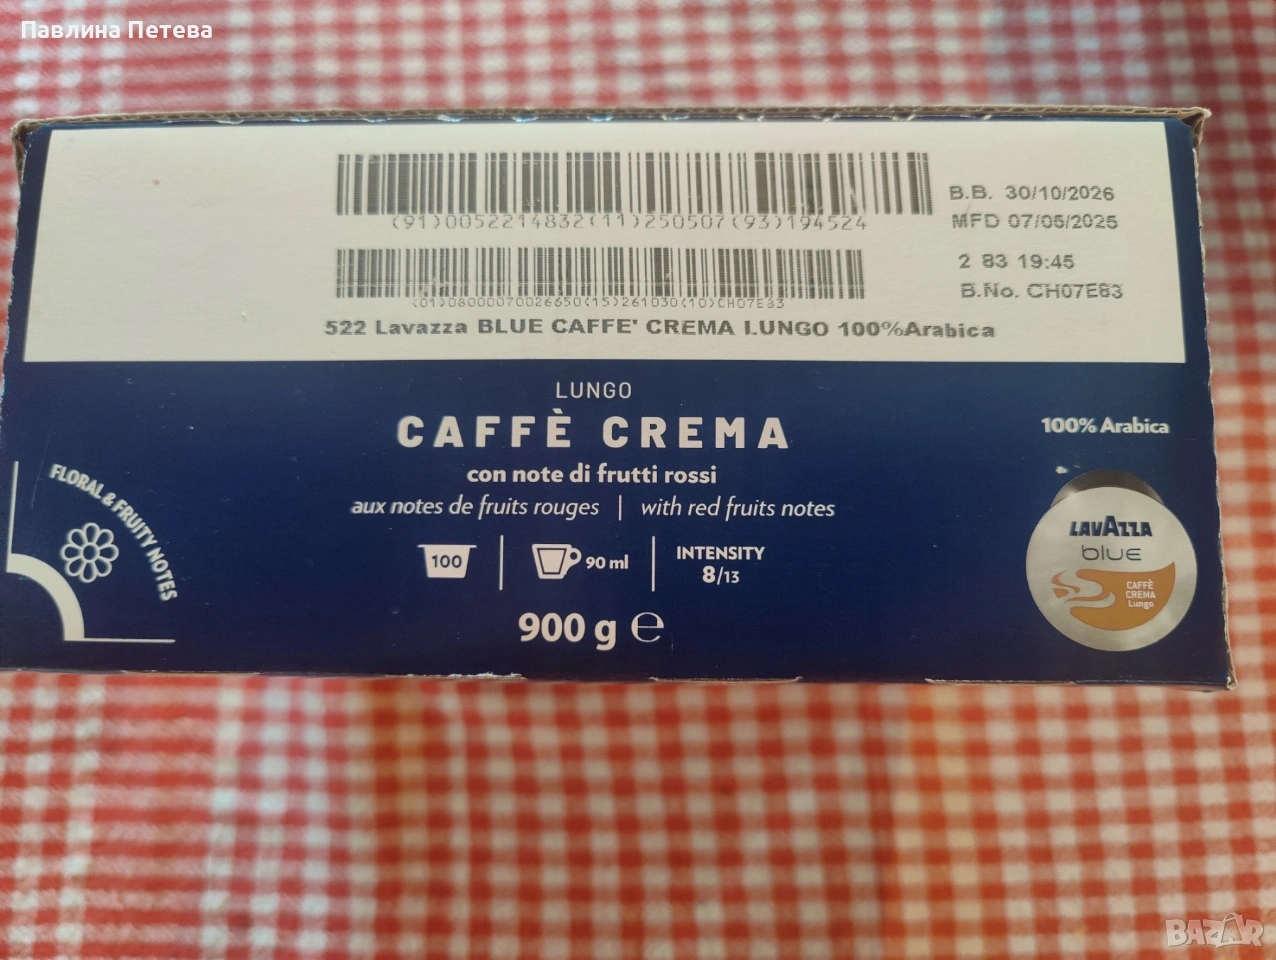 Павлина Петева
(91)0052214832(11)250507(93)194524
B.B. 30/10/2026
MFD 07/05/2025
(01)08000070026650(15)261030(10)CH07E83
2 83 19:45
B.No. CH07E83
522 Lavazza BLUE CAFFE' CREMA LUNGO 100%Arabica
LUNGO
CAFFÈ CREMA
100% Arabica
con note di frutti rossi
aux notes de fruits rouges | with red fruits notes
FLORAL & FRUITY NOTES
100
90 ml
INTENSITY
8/13
900 g ℮
LAVAZZA
blue
CAFFÈ
CREMA
Lungo
BAZAR